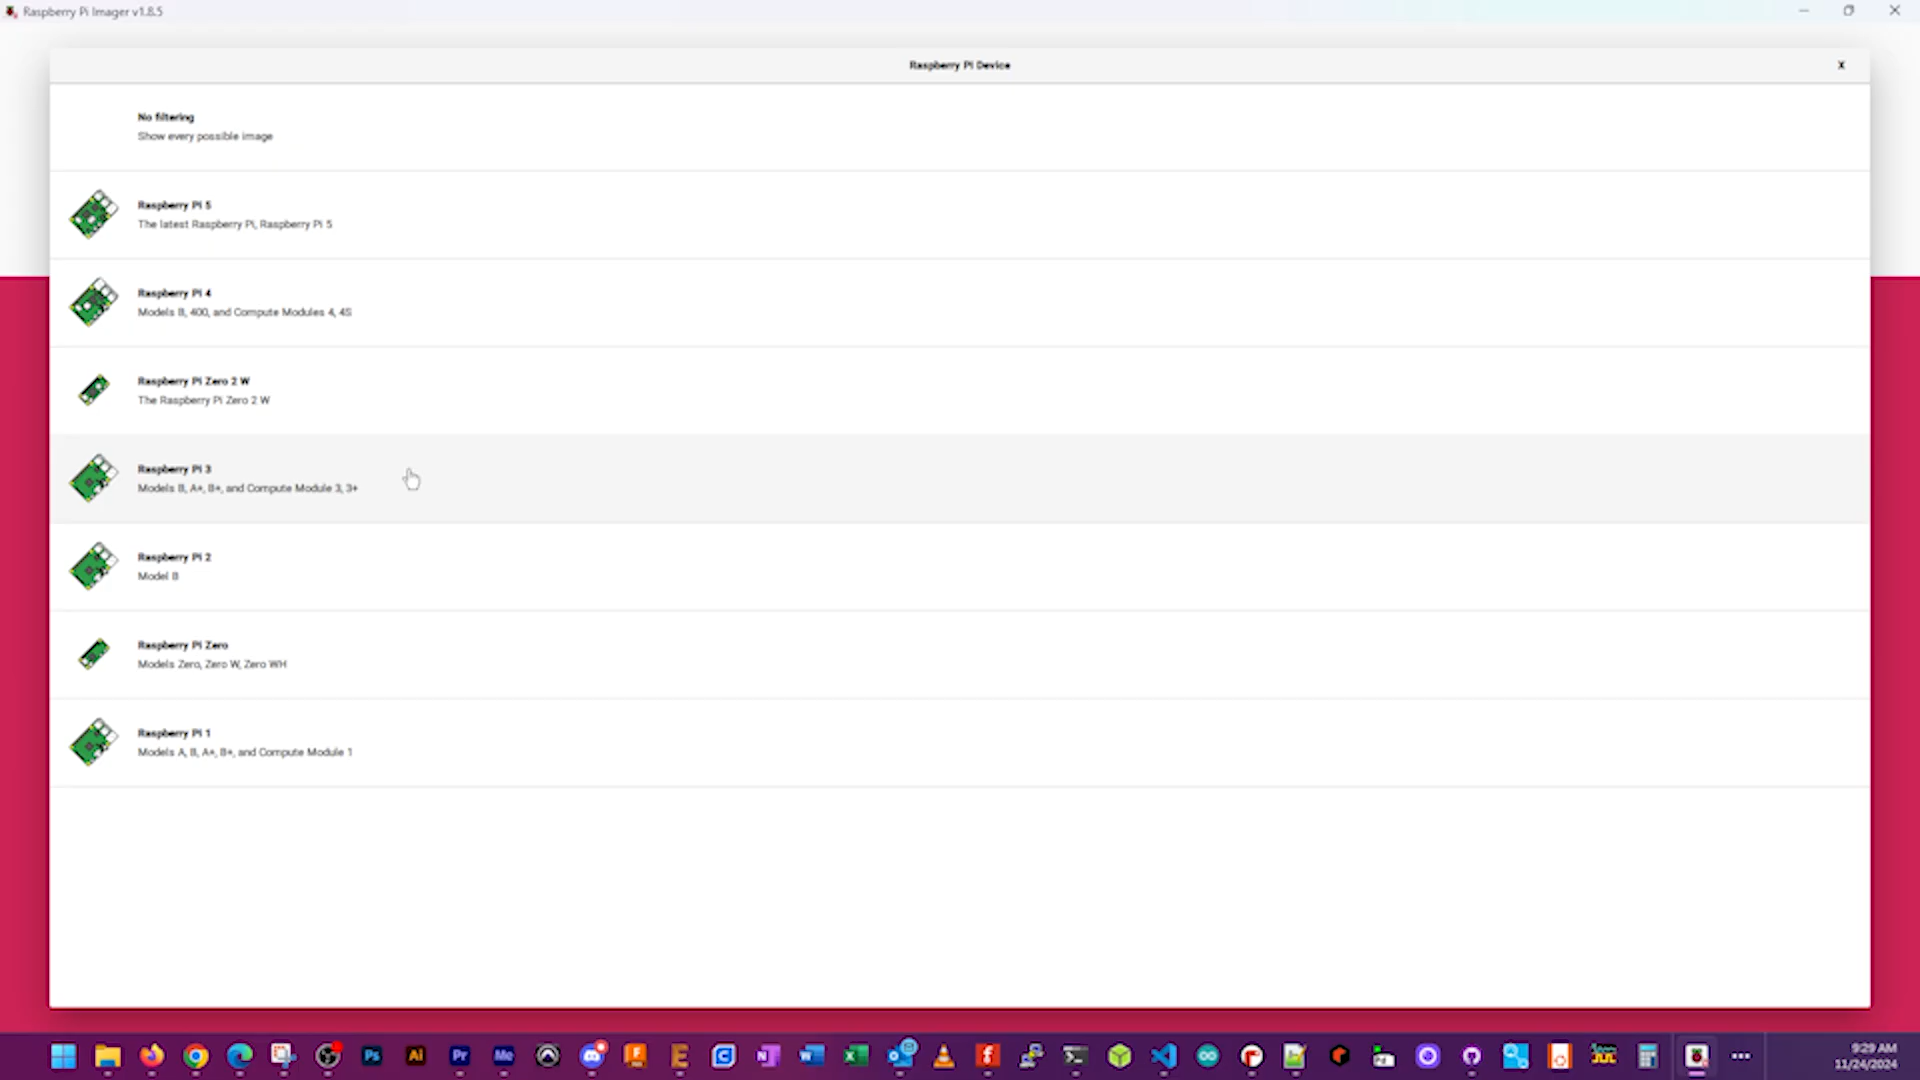 Raspberry Pi Imager v1.8.5
Raspberry Pi Device
X
No filtering
Show every possible image
Raspberry Pi 5
The latest Raspberry Pi, Raspberry Pi 5
Raspberry Pi 4
Models B, 400, and Compute Modules 4, 4S
Raspberry Pi Zero 2 W
The Raspberry Pi Zero 2 W
Raspberry Pi 3
Models B, A+, B+, and Compute Module 3, 3+
Raspberry Pi 2
Model B
Raspberry Pi Zero
Models Zero, Zero W, Zero WH
Raspberry Pi 1
Models A, B, A+, B+, and Compute Module 1
Ps Ai Pr Me
9:29 AM
11/24/2024